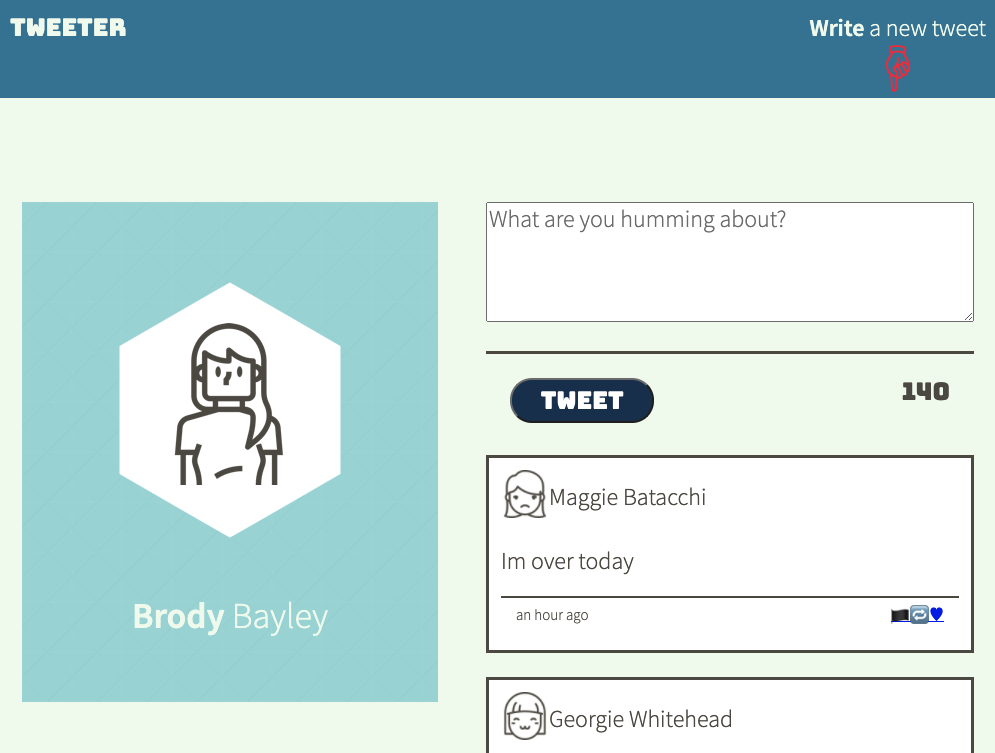 TWEETER
Write a new tweet
Brody Bayley
What are you humming about?
TWEET
140
Maggie Batacchi
Im over today
an hour ago
Georgie Whitehead